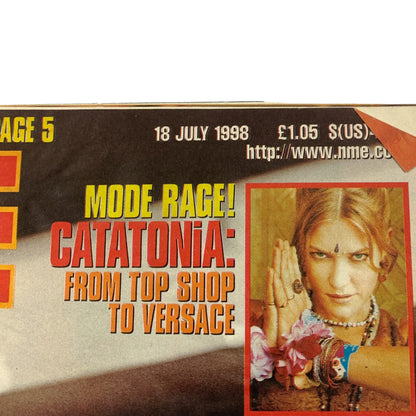 AGE 5
18 JULY 1998 £1.05 $(US)
http://www.nme.co
MODE RAGE!
CATATONiA:
FROM TOP SHOP
TO VERSACE